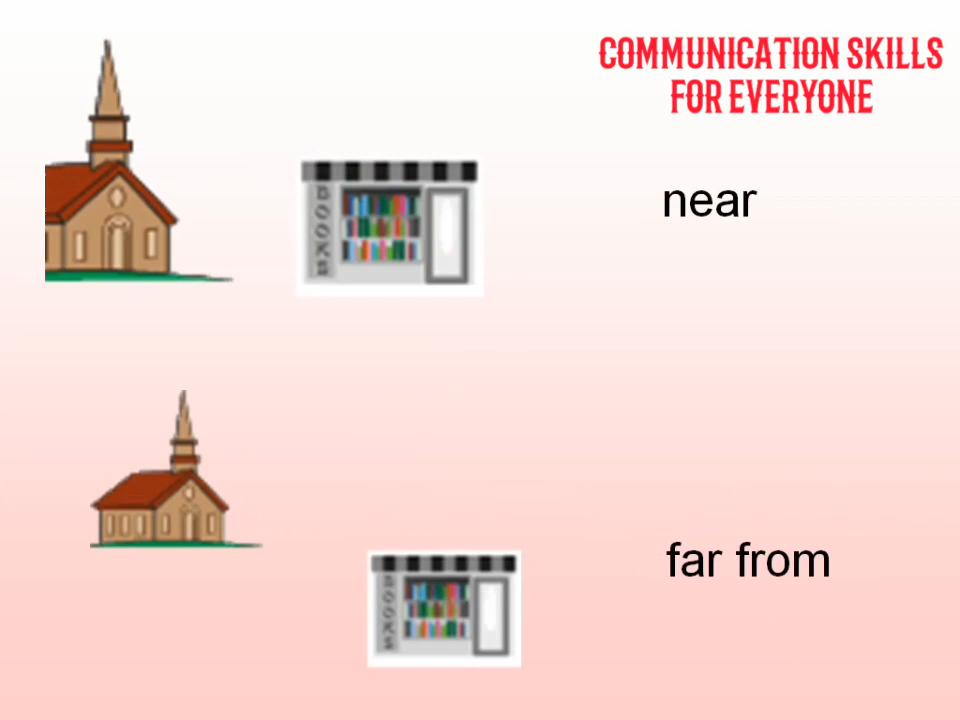 COMMUNICATION SKILLS
FOR EVERYONE
near
BOOKS
far from
BOOKS